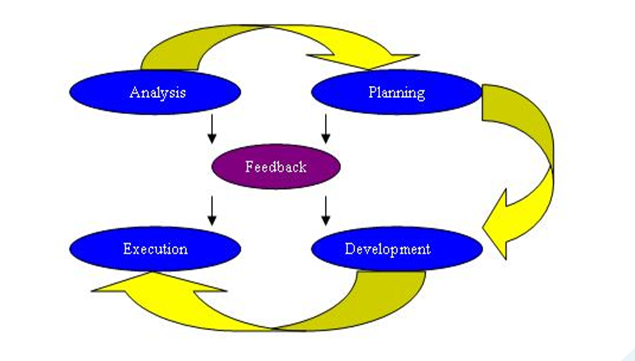 Analysis
Planning
Feedback
Execution
Development